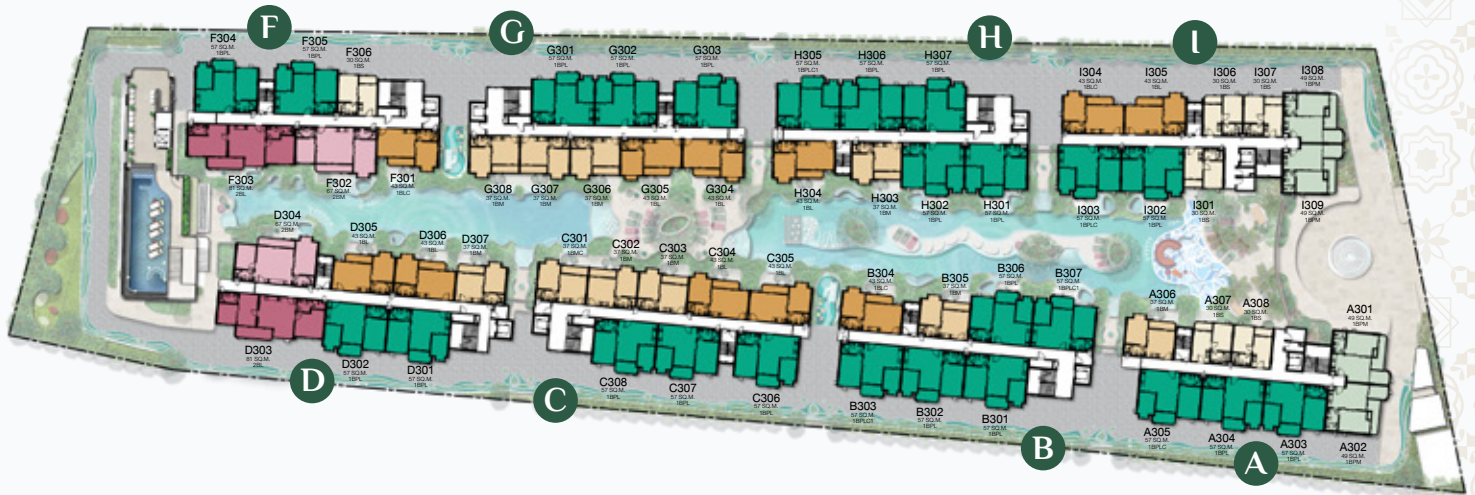 F
G
H
I
F304
57 SQ.M.
1BPL
F305
57 SQ.M.
1BPL
F306
30 SQ.M.
1BS
G301
57 SQ.M.
1BPL
G302
57 SQ.M.
1BPL
G303
57 SQ.M.
1BPL
H305
57 SQ.M.
1BPLC1
H306
57 SQ.M.
1BPL
H307
57 SQ.M.
1BPL
I304
43 SQ.M.
1BLC
I305
43 SQ.M.
1BL
I306
30 SQ.M.
1BS
I307
30 SQ.M.
1BS
I308
49 SQ.M.
1BPM
F303
81 SQ.M.
2BL
F302
67 SQ.M.
2BM
F301
43 SQ.M.
1BLC
G308
37 SQ.M.
1BM
G307
37 SQ.M.
1BM
G306
37 SQ.M.
1BM
G305
43 SQ.M.
1BL
G304
43 SQ.M.
1BL
H304
43 SQ.M.
1BL
H303
37 SQ.M.
1BM
H302
57 SQ.M.
1BPL
H301
57 SQ.M.
1BPL
I303
57 SQ.M.
1BPLC
I302
57 SQ.M.
1BPL
I301
30 SQ.M.
1BS
I309
49 SQ.M.
1BPM
D304
67 SQ.M.
2BM
D305
43 SQ.M.
1BL
D306
43 SQ.M.
1BL
D307
37 SQ.M.
1BM
C301
37 SQ.M.
1BMC
C302
37 SQ.M.
1BM
C303
37 SQ.M.
1BM
C304
43 SQ.M.
1BL
C305
43 SQ.M.
1BL
B304
43 SQ.M.
1BLC
B305
37 SQ.M.
1BM
B306
57 SQ.M.
1BPL
B307
57 SQ.M.
1BPLC1
A306
37 SQ.M.
1BM
A307
30 SQ.M.
1BS
A308
30 SQ.M.
1BS
A301
49 SQ.M.
1BPM
D303
81 SQ.M.
2BL
D302
57 SQ.M.
1BPL
D301
57 SQ.M.
1BPL
C308
57 SQ.M.
1BPL
C307
57 SQ.M.
1BPL
C306
57 SQ.M.
1BPL
B303
57 SQ.M.
1BPLC1
B302
57 SQ.M.
1BPL
B301
57 SQ.M.
1BPL
A305
57 SQ.M.
1BPLC
A304
57 SQ.M.
1BPL
A303
57 SQ.M.
1BPL
A302
49 SQ.M.
1BPM
D
C
B
A